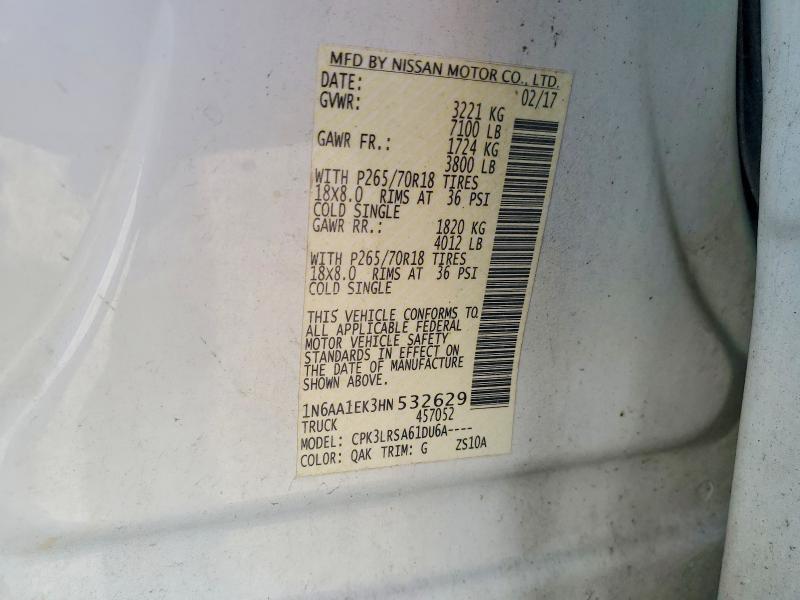 MFD BY NISSAN MOTOR CO., LTD.
DATE: 02/17
GVWR: 3221 KG
7100 LB
GAWR FR.: 1724 KG
3800 LB
WITH P265/70R18 TIRES
18X8.0 RIMS AT 36 PSI
COLD SINGLE
GAWR RR.: 1820 KG
4012 LB
WITH P265/70R18 TIRES
18X8.0 RIMS AT 36 PSI
COLD SINGLE
THIS VEHICLE CONFORMS TO
ALL APPLICABLE FEDERAL
MOTOR VEHICLE SAFETY
STANDARDS IN EFFECT ON
THE DATE OF MANUFACTURE
SHOWN ABOVE.
1N6AA1EK3HN532629
TRUCK 457052
MODEL: CPK3LRSA61DU6A----
COLOR: QAK TRIM: G ZS10A